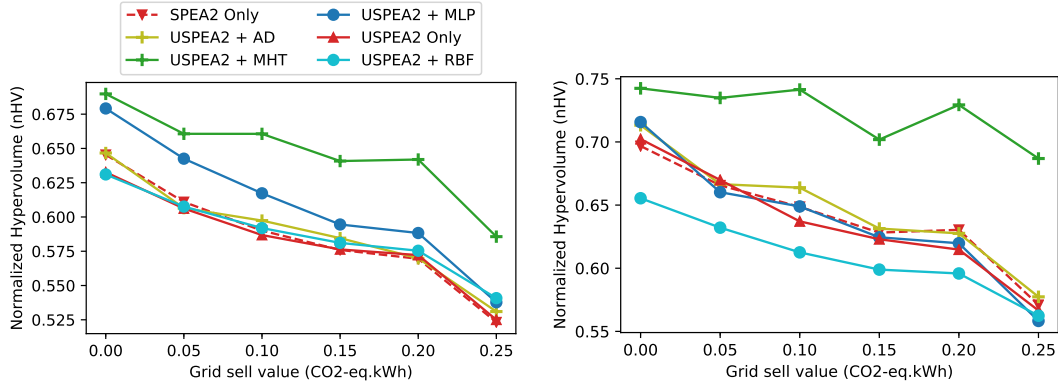 SPEA2 Only
USPEA2 + AD
USPEA2 + MHT
USPEA2 + MLP
USPEA2 Only
USPEA2 + RBF
Normalized Hypervolume (nHV)
0.675
0.650
0.625
0.600
0.575
0.550
0.525
0.00 0.05 0.10 0.15 0.20 0.25
Grid sell value (CO2-eq.kWh)
Normalized Hypervolume (nHV)
0.75
0.70
0.65
0.60
0.55
0.00 0.05 0.10 0.15 0.20 0.25
Grid sell value (CO2-eq.kWh)